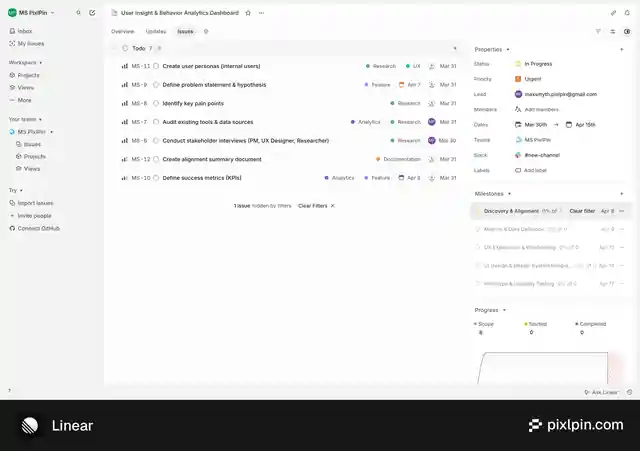 MS PixlPin
User Insight & Behavior Analytics Dashboard
Overview Updates Issues
Inbox
My issues
Workspace
Projects
Views
More
Your teams
MS PixlPin
Issues
Projects
Views
Try
Import issues
Invite people
Connect GitHub
Todo 7
MS-11 Create user personas (internal users) Research UX Mar 31
MS-9 Define problem statement & hypothesis Feature Apr 7 Mar 31
MS-8 Identify key pain points Research Mar 31
MS-7 Audit existing tools & data sources Analytics Research Mar 31
Conduct stakeholder interviews (PM, UX Designer, Researcher) Research Mar 30
MS-12 Create alignment summary document Documentation Mar 31
MS-10 Define success metrics (KPIs) Analytics Feature Apr 8 Mar 31
1 issue hidden by filters Clear Filters ×
Properties
Status In Progress
Priority Urgent
Lead
Members Add members
Dates Mar 30th → Apr 15th
Teams MS PixlPin
Slack #new-channel
Labels Add label
Milestones
Discovery & Alignment 0% of 7 Clear filter Apr 8
Progress
Scope 8
Started 0
Completed 0
Ask Linear
Linear
pixlpin.com